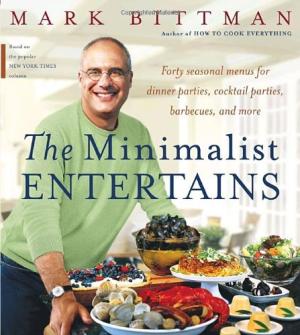 MARK BITTMAN
Author of HOW TO COOK EVERYTHING
Based on
the popular
NEW YORK TIMES
column
Forty seasonal menus for
dinner parties, cocktail parties,
barbecues, and more
The Minimalist
ENTERTAINS